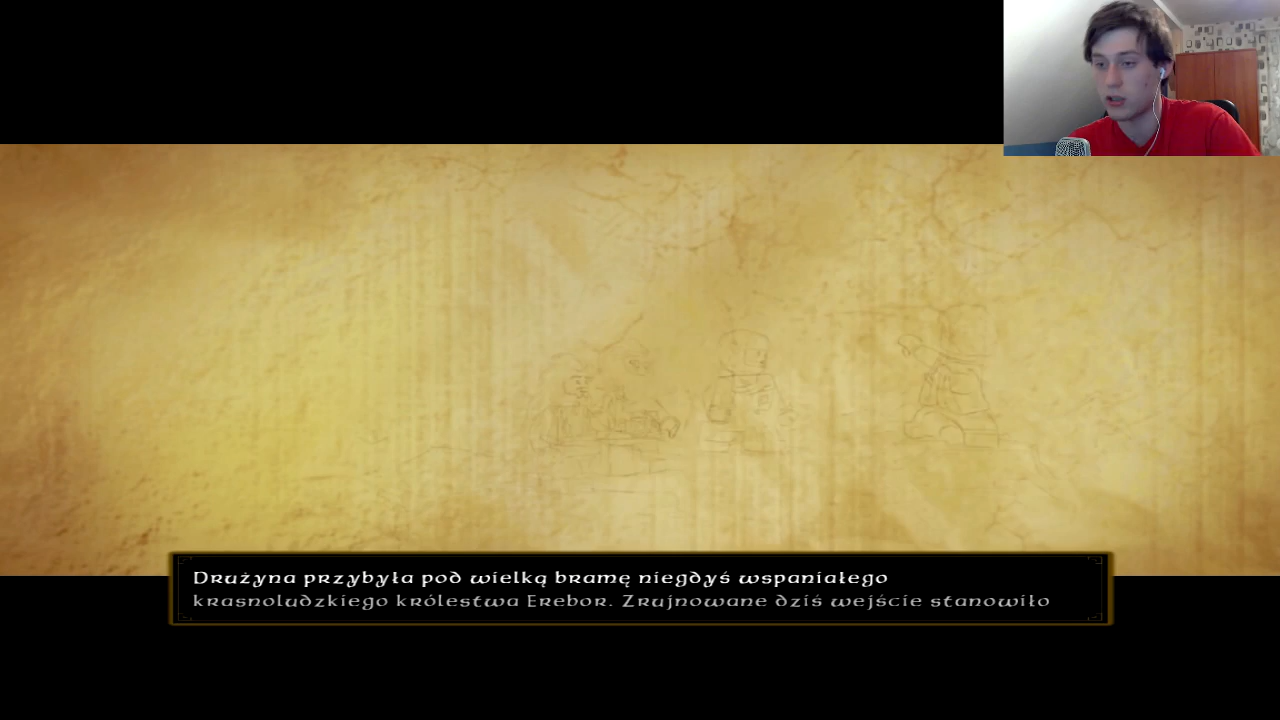 Drużyna przybyła pod wielką bramę niegdyś wspaniałego
krasnoludzkiego królestwa Erebor. Zrujnowane dziś wejście stanowiło